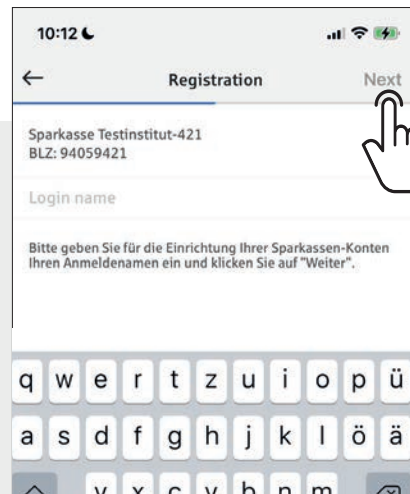 10:12
Registration Next
Sparkasse Testinstitut-421
BLZ: 94059421
Login name
Bitte geben Sie für die Einrichtung Ihrer Sparkassen-Konten
Ihren Anmeldenamen ein und klicken Sie auf "Weiter".
q w e r t z u i o p ü
a s d f g h j k l ö ä
y x c v b n m